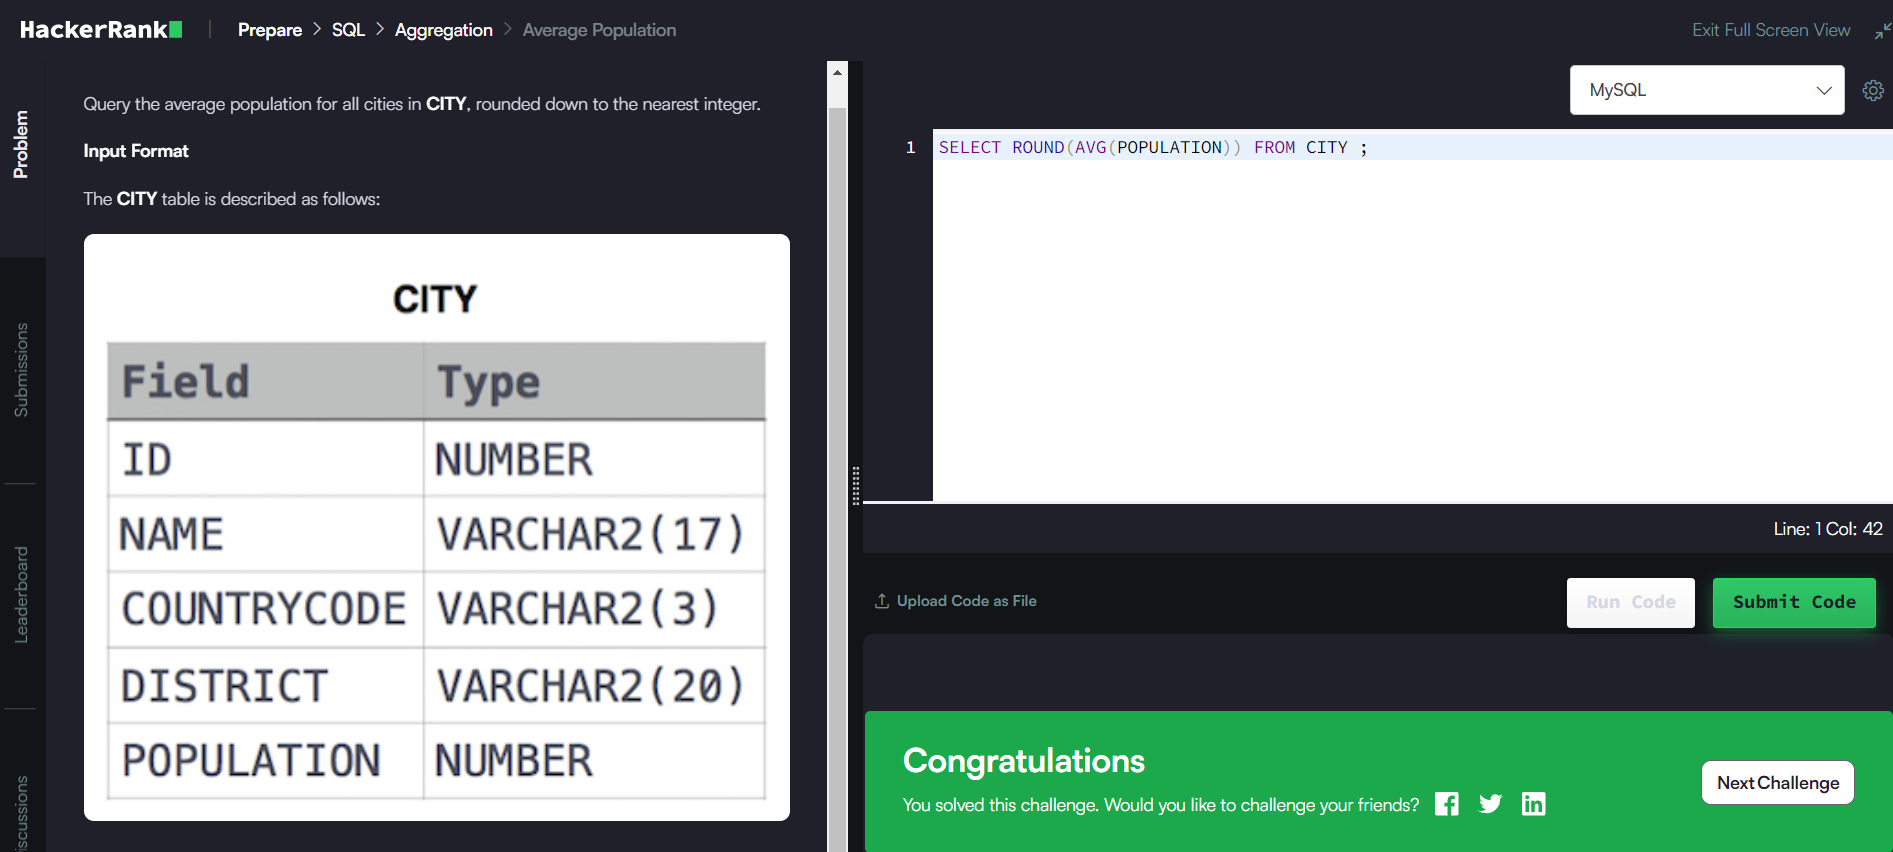 HackerRank
Prepare > SQL > Aggregation > Average Population
Exit Full Screen View
Problem
Submissions
Leaderboard
iscussions
Query the average population for all cities in CITY, rounded down to the nearest integer.
Input Format
The CITY table is described as follows:
CITY
Field Type
ID NUMBER
NAME VARCHAR2(17)
COUNTRYCODE VARCHAR2(3)
DISTRICT VARCHAR2(20)
POPULATION NUMBER
MySQL
1 SELECT ROUND(AVG(POPULATION)) FROM CITY ;
Line: 1 Col: 42
Upload Code as File
Run Code
Submit Code
Congratulations
You solved this challenge. Would you like to challenge your friends?
Next Challenge